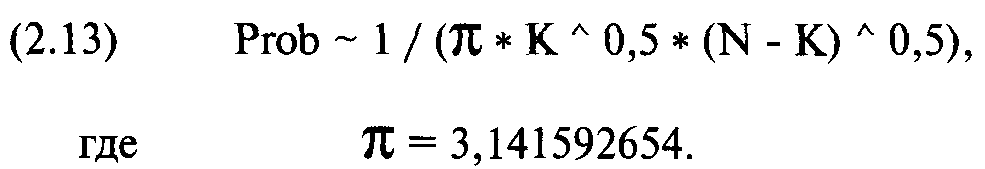 (2.13) Prob ~ 1 / (π * K ^ 0,5 * (N - K) ^ 0,5),
где π = 3,141592654.